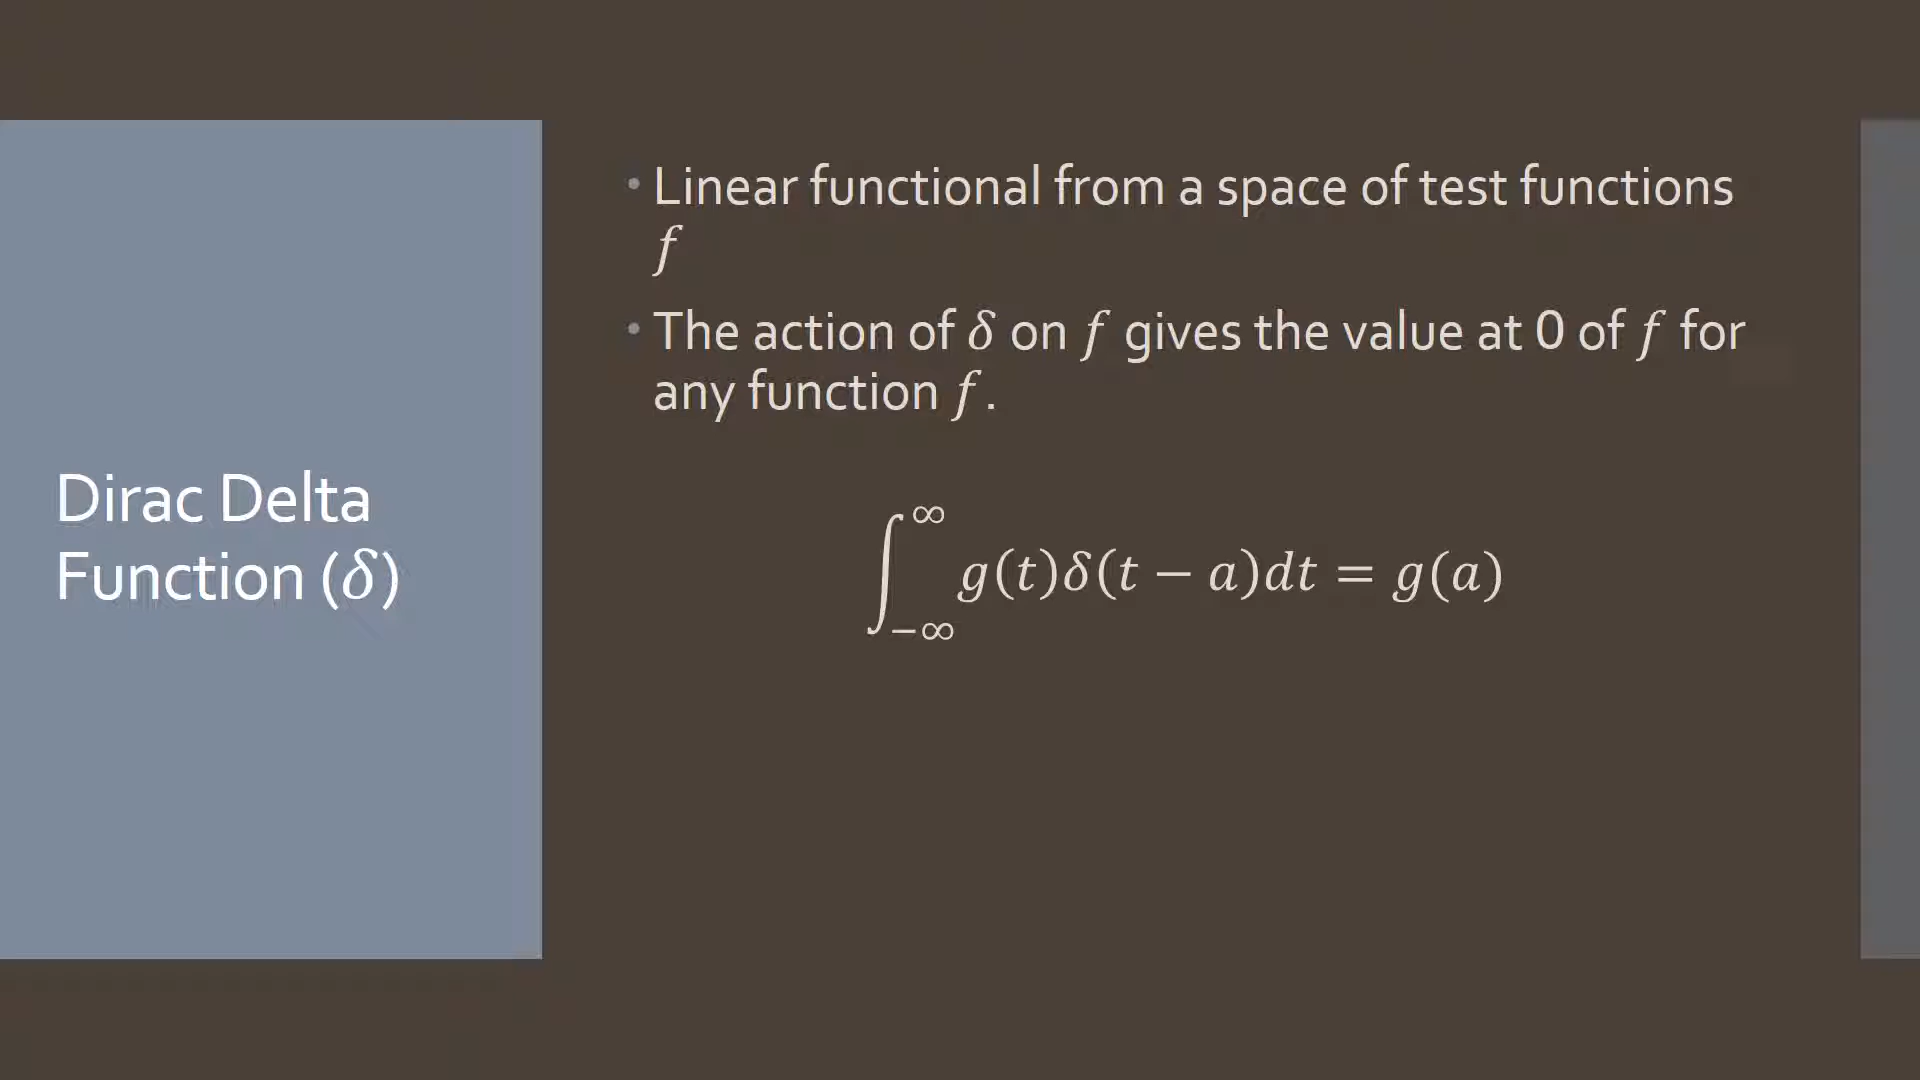 Dirac Delta
Function (δ)
• Linear functional from a space of test functions
f
• The action of δ on f gives the value at 0 of f for
any function f.
∫_{-∞}^{∞} g(t)δ(t − a)dt = g(a)